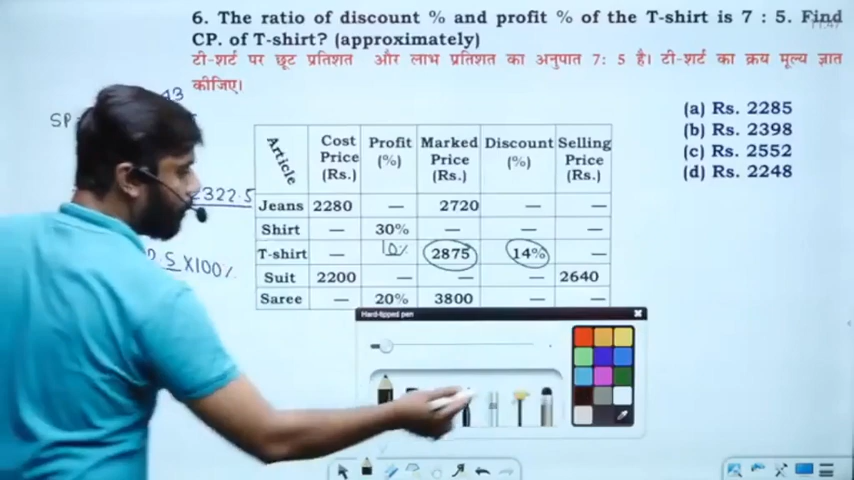 6. The ratio of discount % and profit % of the T-shirt is 7 : 5. Find
CP. of T-shirt? (approximately)
टी-शर्ट पर छूट प्रतिशत और लाभ प्रतिशत का अनुपात 7: 5 है। टी-शर्ट का क्रय मूल्य ज्ञात
कीजिए।
SP
(a) Rs. 2285
(b) Rs. 2398
(c) Rs. 2552
(d) Rs. 2248
Article Cost Price (Rs.) Profit (%) Marked Price (Rs.) Discount (%) Selling Price (Rs.)
Jeans 2280 — 2720 — —
Shirt — 30% — — —
T-shirt — 10% 2875 14% —
Suit 2200 — — — 2640
Saree — 20% 3800 — —
2322.5
.5 X100%
Hard-tipped pen